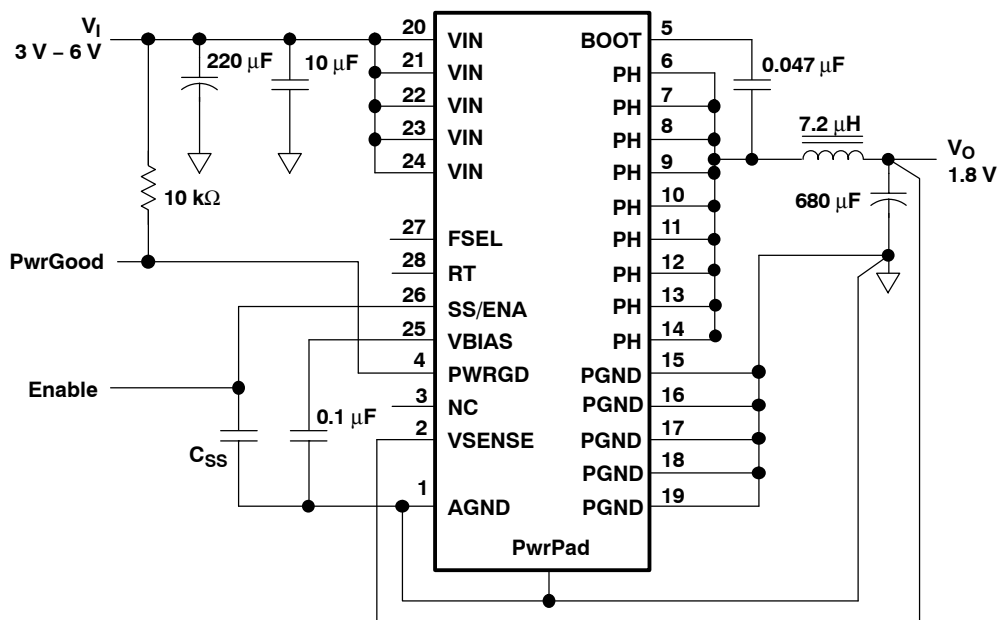 V_I
3 V – 6 V
220 μF
10 μF
10 kΩ
PwrGood
Enable
C_SS
0.1 μF
20 VIN
21 VIN
22 VIN
23 VIN
24 VIN
27 FSEL
28 RT
26 SS/ENA
25 VBIAS
4 PWRGD
3 NC
2 VSENSE
1 AGND
PwrPad
BOOT 5
PH 6
PH 7
PH 8
PH 9
PH 10
PH 11
PH 12
PH 13
PH 14
PGND 15
PGND 16
PGND 17
PGND 18
PGND 19
0.047 μF
7.2 μH
V_O
1.8 V
680 μF